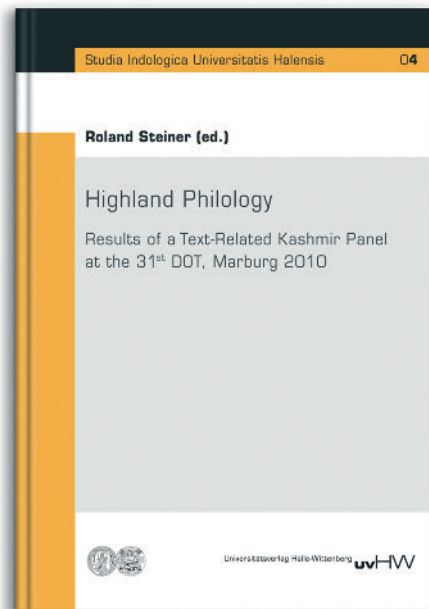 Studia Indologica Universitatis Halensis 04
Roland Steiner (ed.)
Highland Philology
Results of a Text-Related Kashmir Panel
at the 31st DOT, Marburg 2010
Universitätsverlag Halle-Wittenberg uvHW